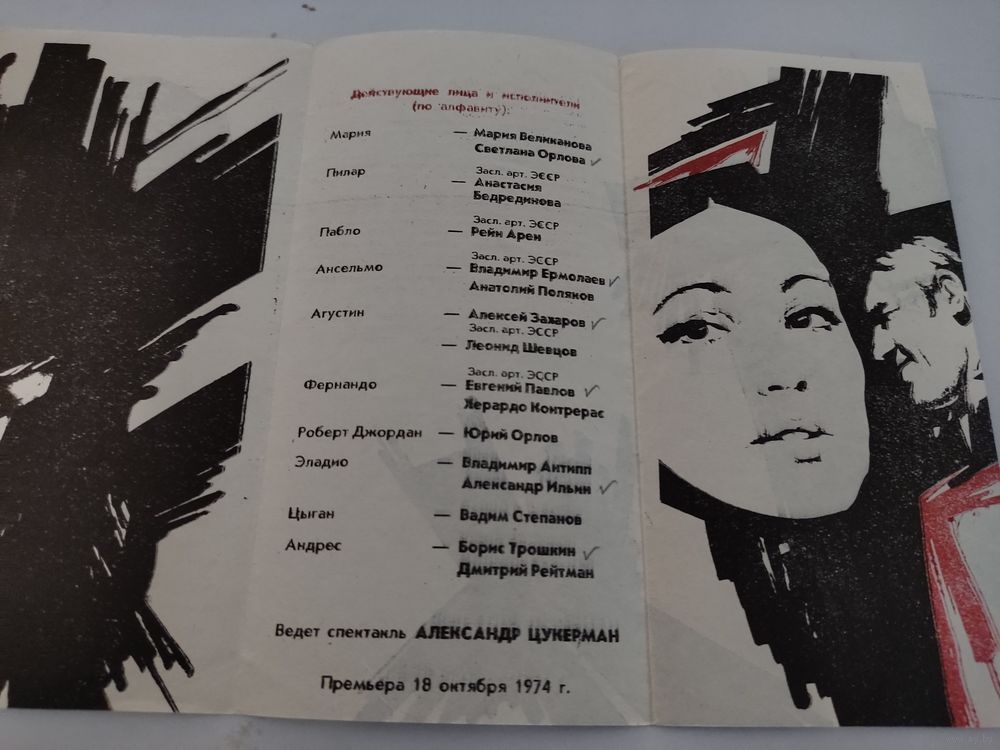 Действующие лица и исполнители
(по алфавиту):
Мария — Мария Великанова
Светлана Орлова ✓
Засл. арт. ЭССР
Пилар — Анастасия
Бедрединова
Засл. арт. ЭССР
Пабло — Рейн Арен
Засл. арт. ЭССР
Ансельмо — Владимир Ермолаев ✓
Анатолий Поляков
Агустин — Алексей Захаров ✓
Засл. арт. ЭССР
— Леонид Шевцов
Засл. арт. ЭССР
Фернандо — Евгений Павлов ✓
Херардо Контрерас
Роберт Джордан — Юрий Орлов
Эладио — Владимир Антипп
Александр Ильин ✓
Цыган — Вадим Степанов
Андрес — Борис Трошкин ✓
Дмитрий Рейтман
Ведет спектакль АЛЕКСАНДР ЦУКЕРМАН
Премьера 18 октября 1974 г.